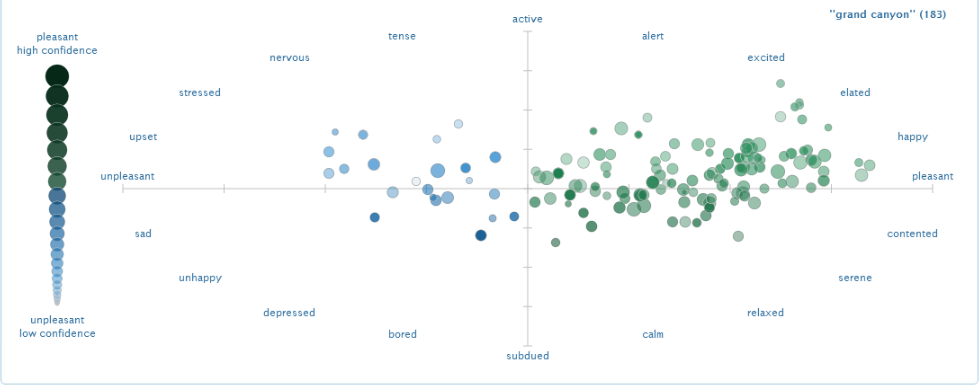 "grand canyon" (183)
active
tense
alert
pleasant
high confidence
nervous
excited
stressed
elated
upset
happy
unpleasant
pleasant
sad
contented
unhappy
serene
depressed
relaxed
unpleasant
low confidence
bored
calm
subdued